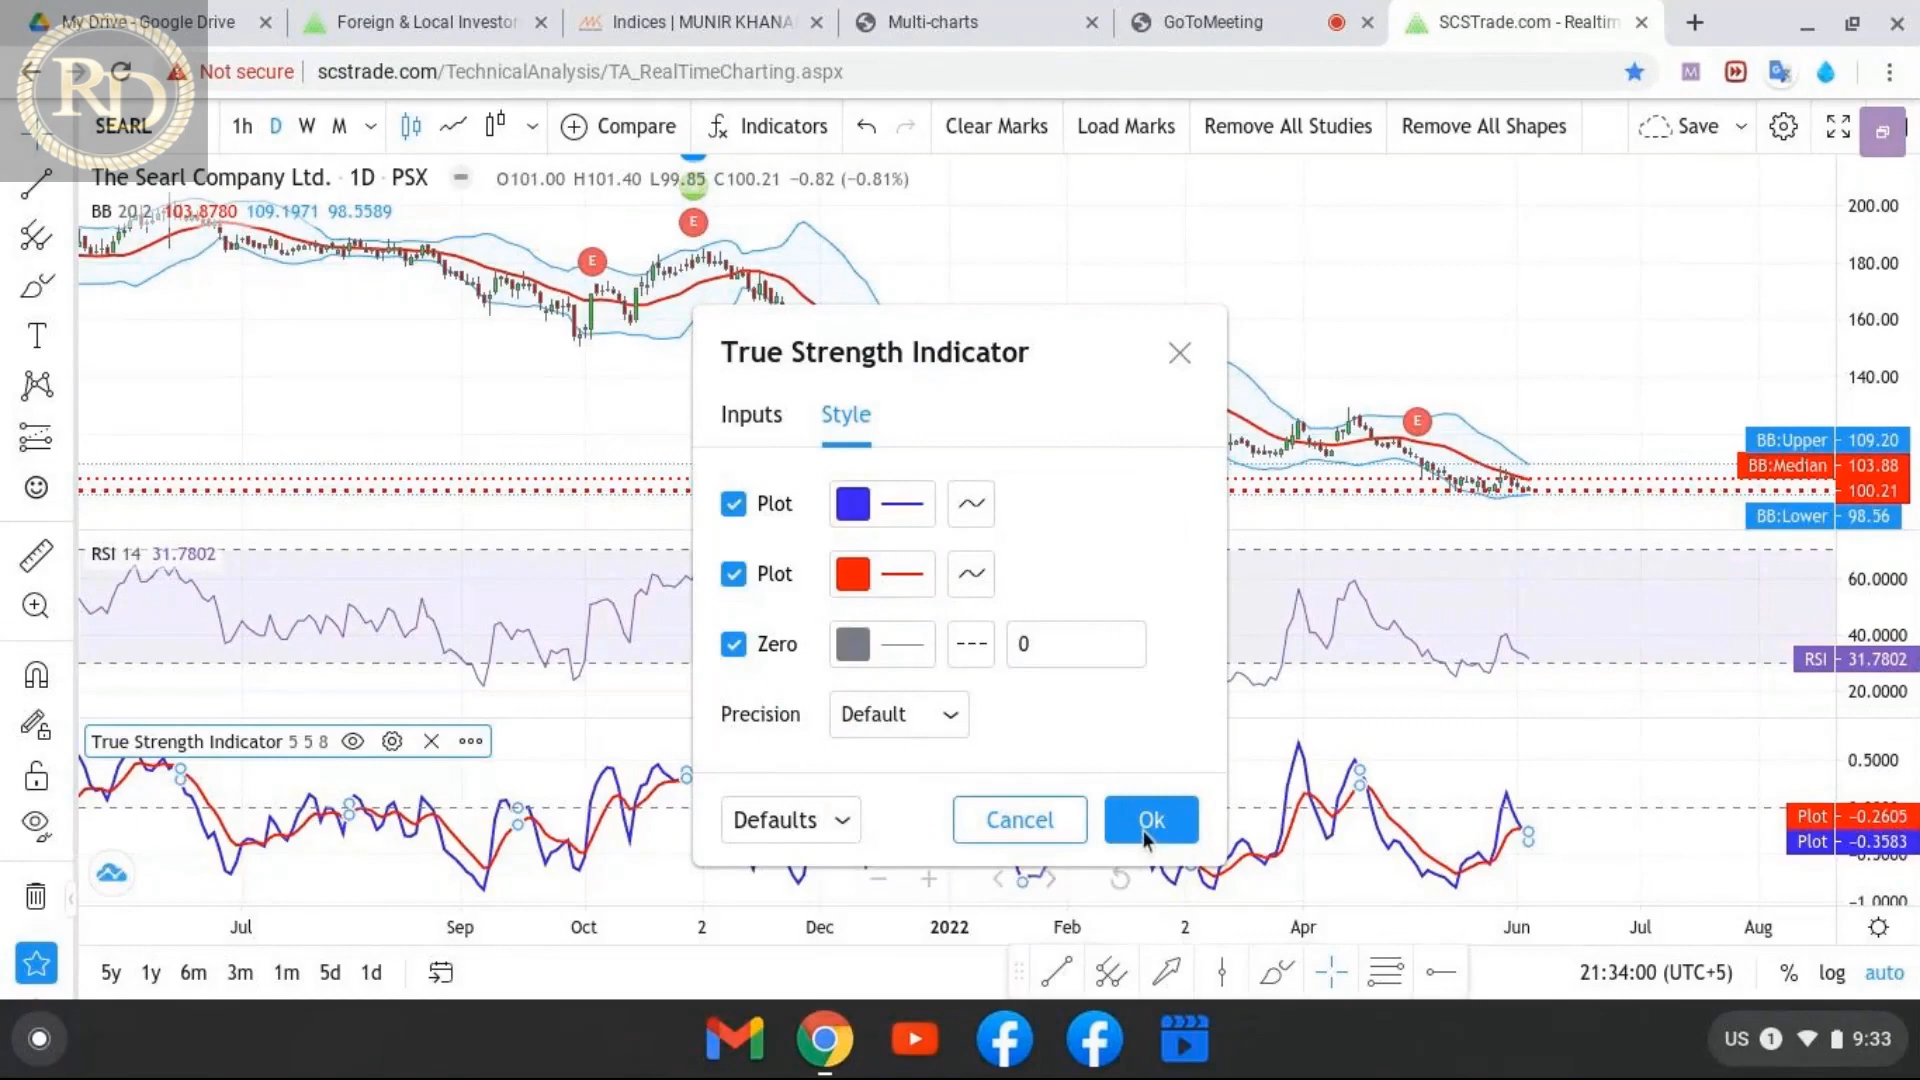 My Drive - Google Drive
Foreign & Local Investor
Indices | MUNIR KHANA
Multi-charts
GoToMeeting
SCSTrade.com - Realtim
RD
Not secure
scstrade.com/TechnicalAnalysis/TA_RealTimeCharting.aspx
SEARL
1h D W M
Compare
Indicators
Clear Marks
Load Marks
Remove All Studies
Remove All Shapes
Save
The Searl Company Ltd. · 1D · PSX
O101.00 H101.40 L99.85 C100.21 −0.82 (−0.81%)
BB 20 2 103.8780 109.1971 98.5589
E
E
E
200.00
180.00
160.00
140.00
BB:Upper 109.20
BB:Median 103.88
100.21
BB:Lower 98.56
True Strength Indicator
Inputs
Style
Plot
Plot
Zero
0
Precision
Default
Defaults
Cancel
Ok
RSI 14 31.7802
60.0000
40.0000
RSI 31.7802
20.0000
True Strength Indicator 5 5 8
0.5000
Plot −0.2605
Plot −0.3583
−1.0000
Jul
Sep
Oct
2
Dec
2022
Feb
2
Apr
Jun
Jul
Aug
5y 1y 6m 3m 1m 5d 1d
21:34:00 (UTC+5)
% log auto
US 1 9:33